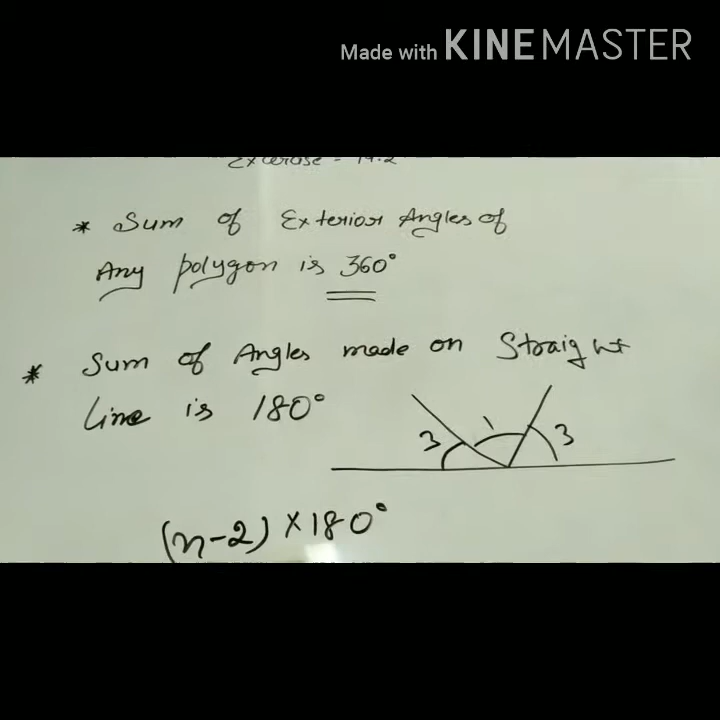 Made with KINEMASTER
* Sum of Exterior Angles of
Any polygon is 360°
* Sum of Angles made on Straight
line is 180°
3 1 3
(n-2) × 180°